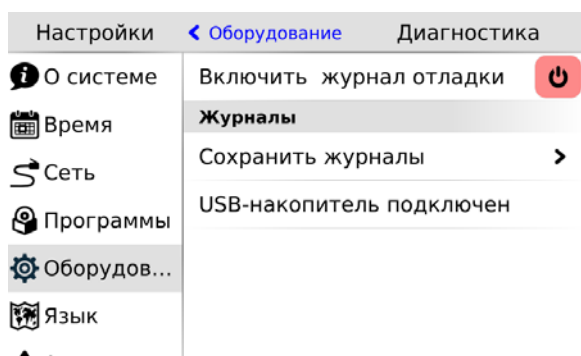 Настройки
Оборудование
Диагностика
О системе
Время
Сеть
Программы
Оборудов...
Язык
Включить журнал отладки
Журналы
Сохранить журналы
USB-накопитель подключен